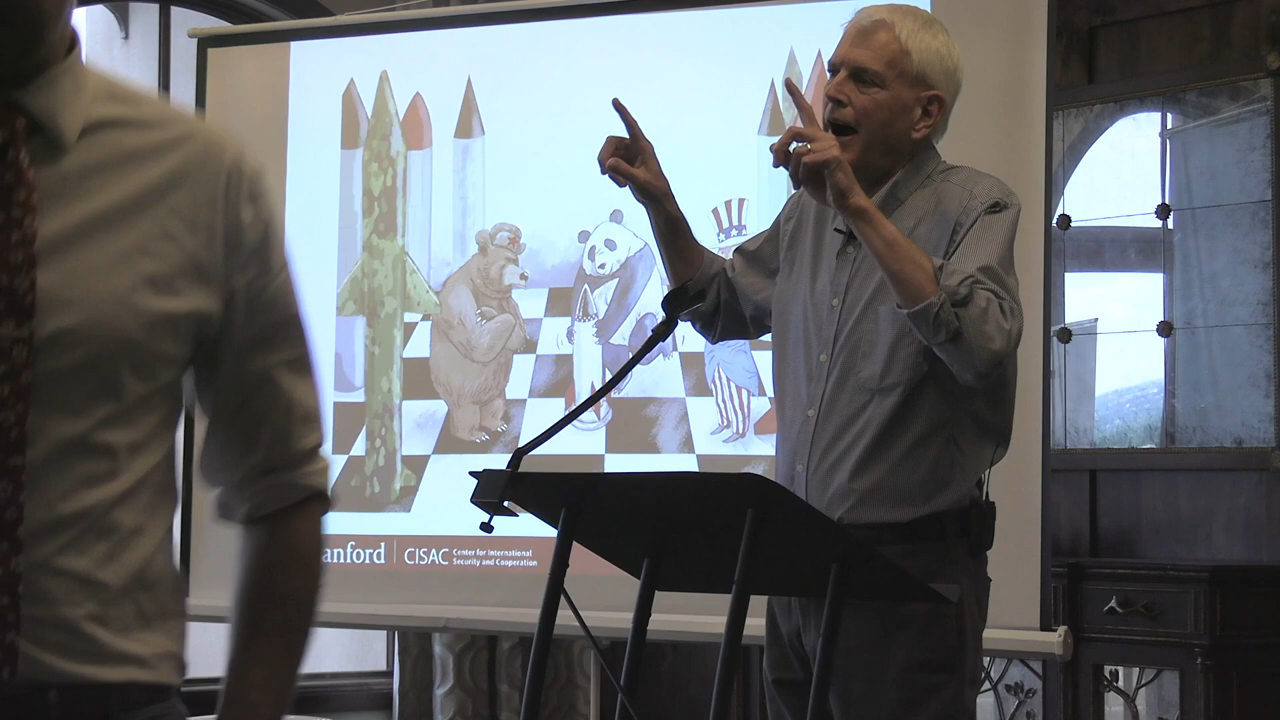 anford
CISAC
Center for International
Security and Cooperation